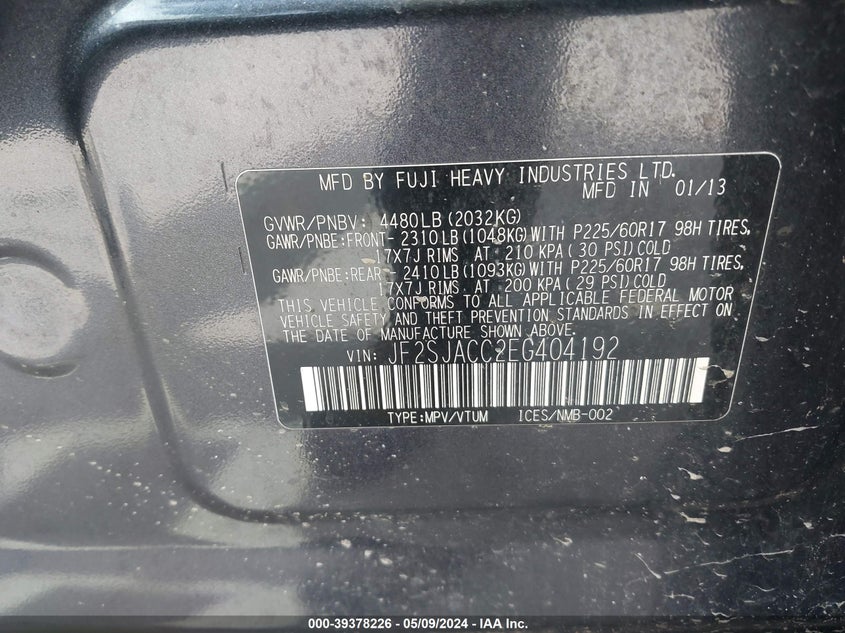 MFD BY FUJI HEAVY INDUSTRIES LTD.
MFD IN 01/13
GVWR/PNBV: 4480LB(2032KG)
GAWR/PNBE:FRONT-2310LB(1048KG)WITH P225/60R17 98H TIRES,
17X7J RIMS AT 210 KPA(30 PSI)COLD
GAWR/PNBE:REAR -2410LB(1093KG)WITH P225/60R17 98H TIRES,
17X7J RIMS AT 200 KPA(29 PSI)COLD
THIS VEHICLE CONFORMS TO ALL APPLICABLE FEDERAL MOTOR
VEHICLE SAFETY AND THEFT PREVENTION STANDARDS IN EFFECT ON
THE DATE OF MANUFACTURE SHOWN ABOVE.
VIN: JF2SJACC2EG404192
TYPE:MPV/VTUM ICES/NMB-002
000-39378226 - 05/09/2024 - IAA Inc.